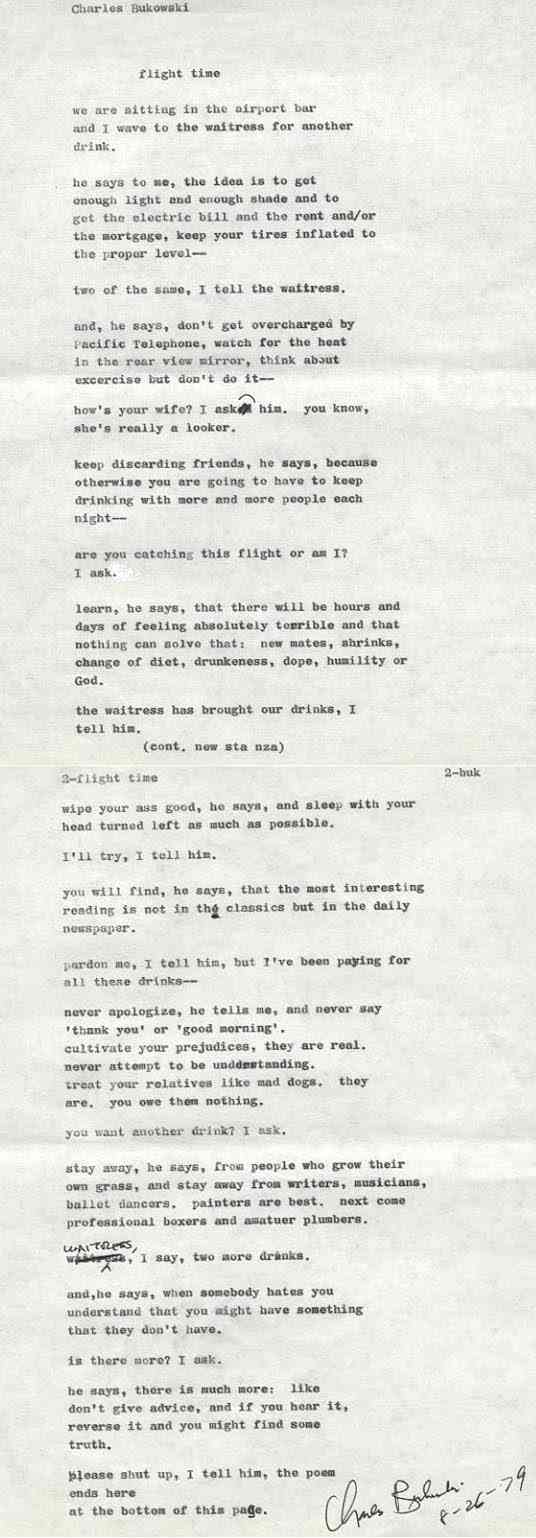 Charles Bukowski
flight time
we are sitting in the airport bar
and I wave to the waitress for another
drink.
he says to me, the idea is to get
enough light and enough shade and to
get the electric bill and the rent and/or
the mortgage, keep your tires inflated to
the proper level—
two of the same, I tell the waitress.
and, he says, don't get overcharged by
Pacific Telephone, watch for the heat
in the rear view mirror, think about
excercise but don't do it—
how's your wife? I ask him. you know,
she's really a looker.
keep discarding friends, he says, because
otherwise you are going to have to keep
drinking with more and more people each
night—
are you catching this flight or am I?
I ask.
learn, he says, that there will be hours and
days of feeling absolutely terrible and that
nothing can solve that: new mates, shrinks,
change of diet, drunkeness, dope, humility or
God.
the waitress has brought our drinks, I
tell him.
(cont. new sta nza)
2-flight time 2-buk
wipe your ass good, he says, and sleep with your
head turned left as much as possible.
I'll try, I tell him.
you will find, he says, that the most interesting
reading is not in the classics but in the daily
newspaper.
pardon me, I tell him, but I've been paying for
all these drinks—
never apologize, he tells me, and never say
'thank you' or 'good morning'.
cultivate your prejudices, they are real.
never attempt to be understanding.
treat your relatives like mad dogs. they
are. you owe them nothing.
you want another drink? I ask.
stay away, he says, from people who grow their
own grass, and stay away from writers, musicians,
ballet dancers. painters are best. next come
professional boxers and amatuer plumbers.
WAITRESS,
waitress, I say, two more drinks.
and,he says, when somebody hates you
understand that you might have something
that they don't have.
is there more? I ask.
he says, there is much more: like
don't give advice, and if you hear it,
reverse it and you might find some
truth.
please shut up, I tell him, the poem
ends here
at the bottom of this page.
Charles Bukowski
8-26-79